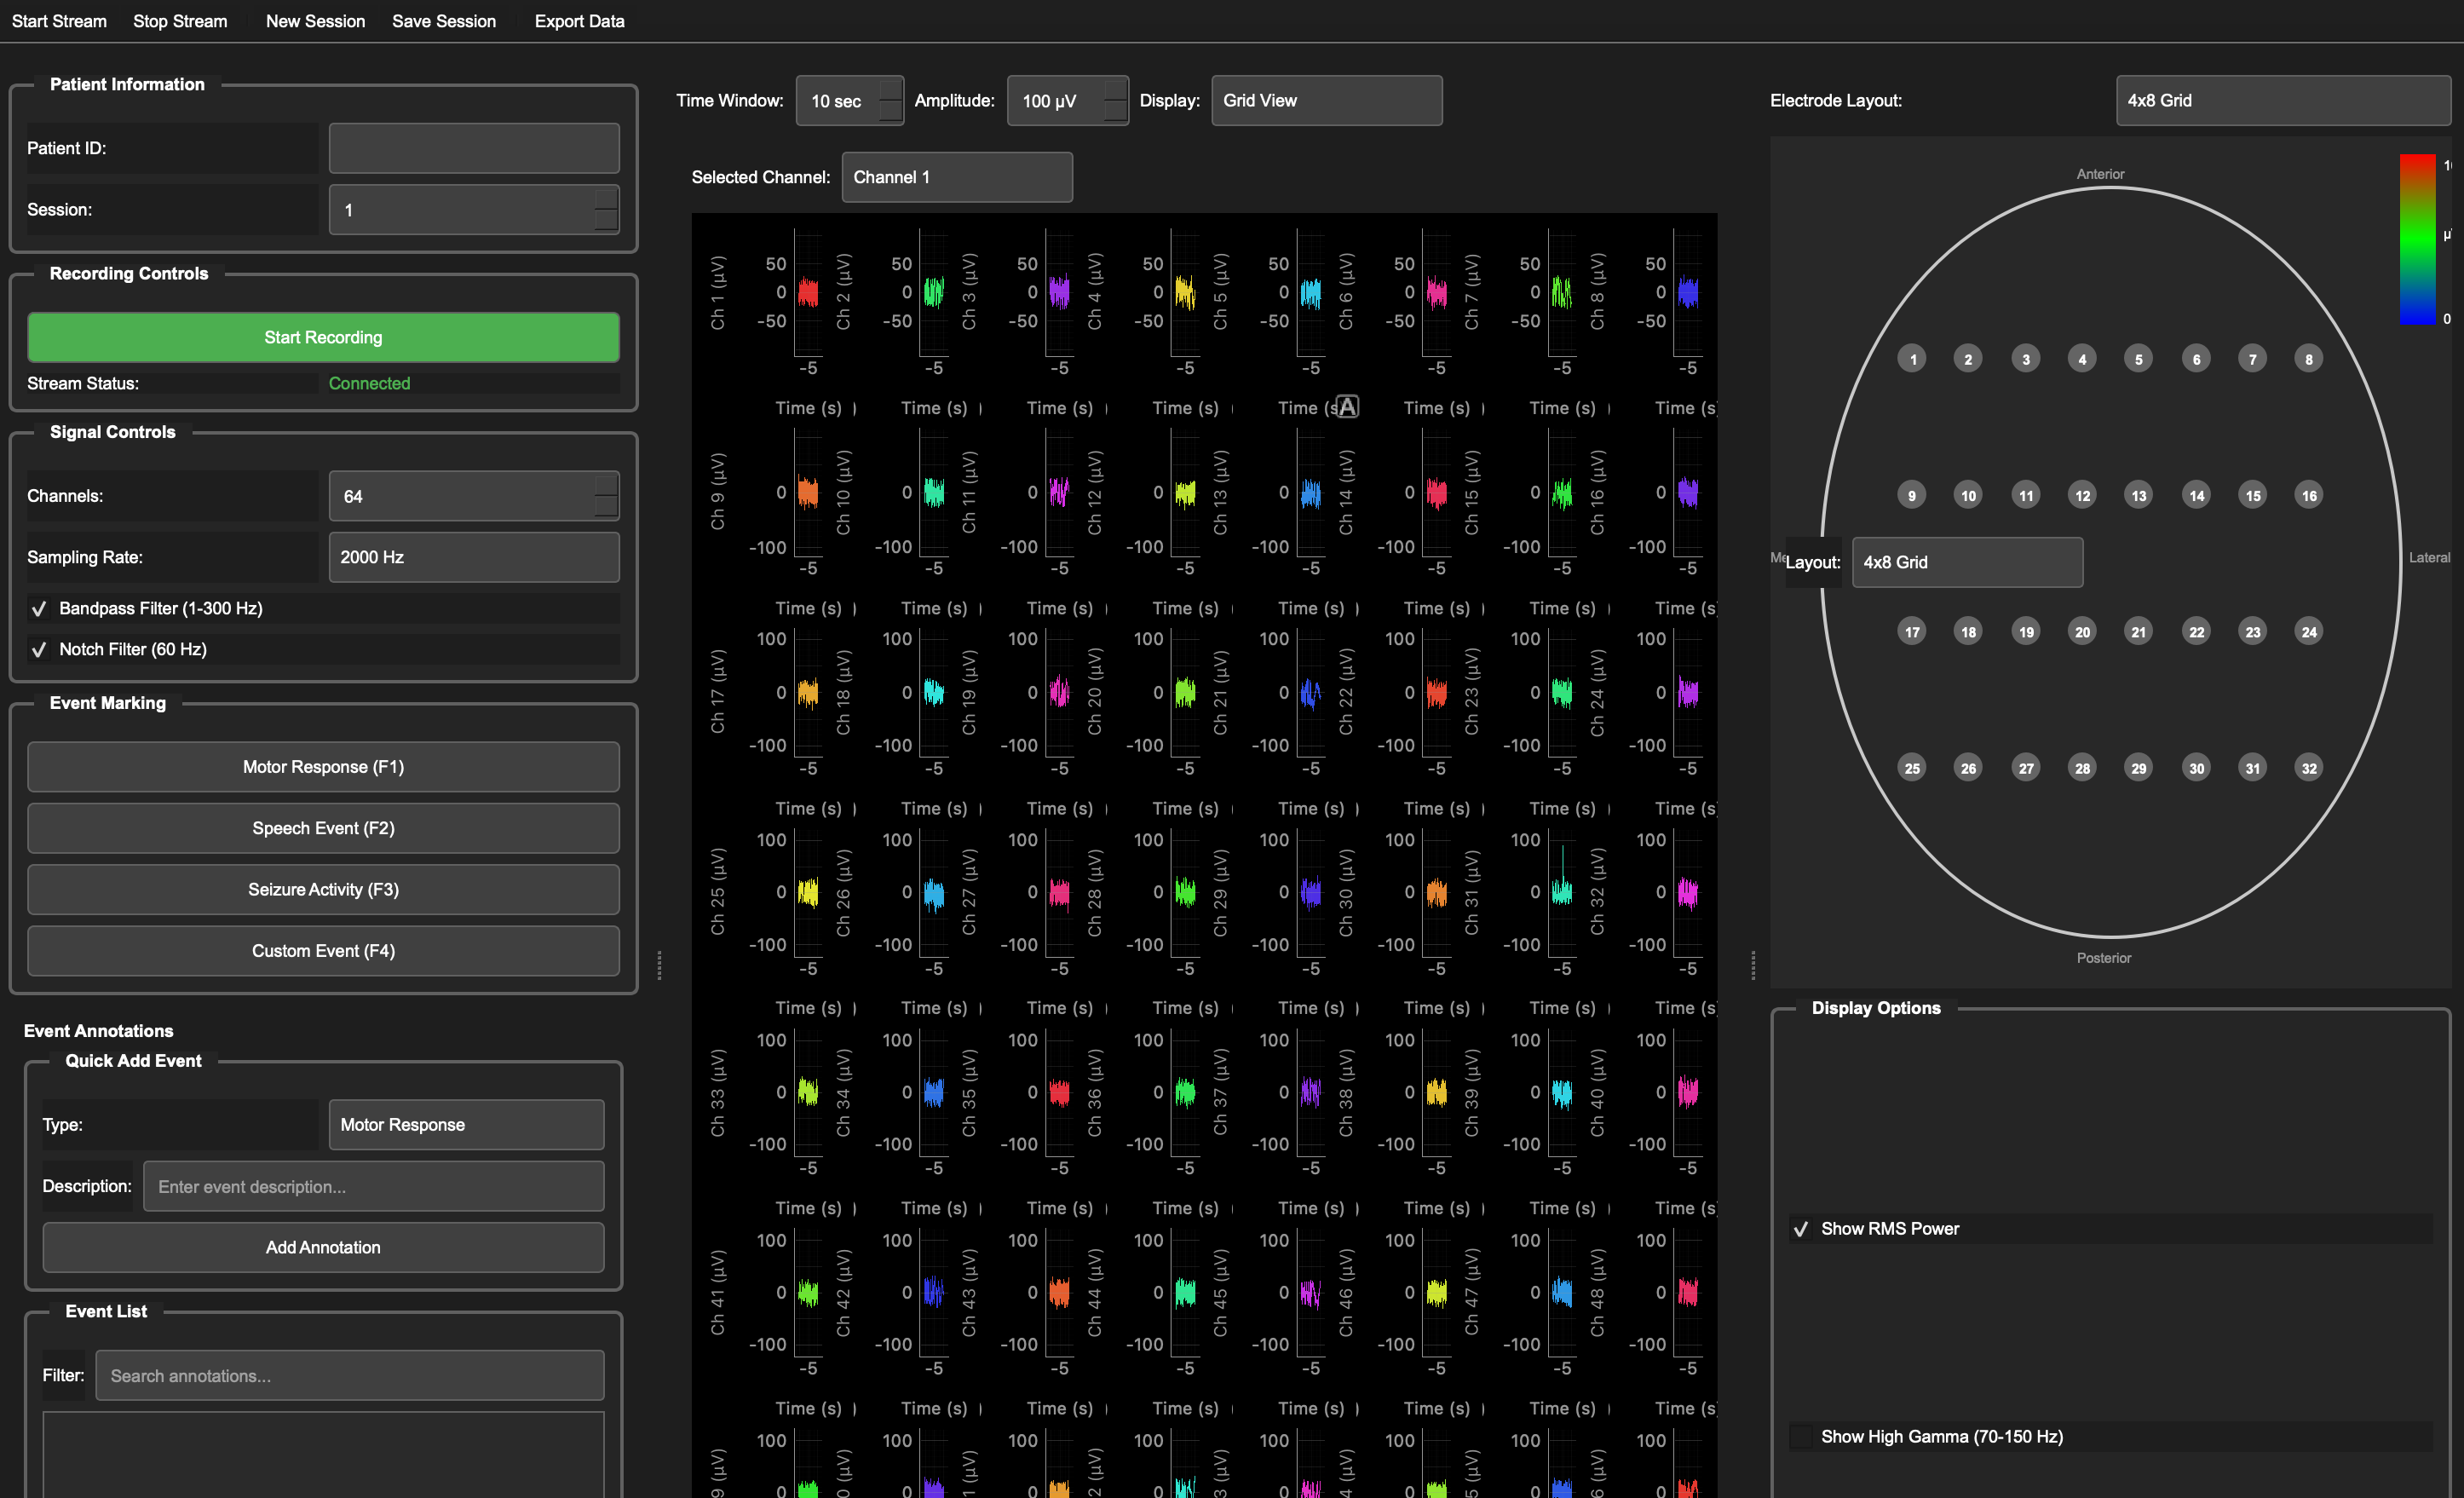 Start Stream Stop Stream New Session Save Session Export Data
Patient Information
Patient ID:
Session: 1
Recording Controls
Start Recording
Stream Status: Connected
Signal Controls
Channels: 64
Sampling Rate: 2000 Hz
Bandpass Filter (1-300 Hz)
Notch Filter (60 Hz)
Event Marking
Motor Response (F1)
Speech Event (F2)
Seizure Activity (F3)
Custom Event (F4)
Event Annotations
Quick Add Event
Type: Motor Response
Description: Enter event description...
Add Annotation
Event List
Filter: Search annotations...
Time Window: 10 sec Amplitude: 100 µV Display: Grid View
Selected Channel: Channel 1
Ch 1 (µV) Ch 2 (µV) Ch 3 (µV) Ch 4 (µV) Ch 5 (µV) Ch 6 (µV) Ch 7 (µV) Ch 8 (µV)
50 50 50 50 50 50 50 50
0 0 0 0 0 0 0 0
-50 -50 -50 -50 -50 -50 -50 -50
-5 -5 -5 -5 -5 -5 -5 -5
Time (s) ) Time (s) ) Time (s) Time (s) Time (s A Time (s) ) Time (s) Time (s
Ch 9 (µV) Ch 10 (µV) Ch 11 (µV) Ch 12 (µV) Ch 13 (µV) Ch 14 (µV) Ch 15 (µV) Ch 16 (µV)
0 0 0 0 0 0 0 0
-100 -100 -100 -100 -100 -100 -100 -100
-5 -5 -5 -5 -5 -5 -5 -5
Time (s) ) Time (s) ) Time (s) Time (s) Time (s) ) Time (s) ) Time (s) Time (s
Ch 17 (µV) Ch 18 (µV) Ch 19 (µV) Ch 20 (µV) Ch 21 (µV) Ch 22 (µV) Ch 23 (µV) Ch 24 (µV)
100 100 100 100 100 100 100 100
0 0 0 0 0 0 0 0
-100 -100 -100 -100 -100 -100 -100 -100
-5 -5 -5 -5 -5 -5 -5 -5
Time (s) ) Time (s) ) Time (s) Time (s) Time (s) ) Time (s) ) Time (s) Time (s
Ch 25 (µV) Ch 26 (µV) Ch 27 (µV) Ch 28 (µV) Ch 29 (µV) Ch 30 (µV) Ch 31 (µV) Ch 32 (µV)
100 100 100 100 100 100 100 100
0 0 0 0 0 0 0 0
-100 -100 -100 -100 -100 -100 -100 -100
-5 -5 -5 -5 -5 -5 -5 -5
Time (s) ) Time (s) ) Time (s) Time (s) Time (s) ) Time (s) ) Time (s) Time (s
Ch 33 (µV) Ch 34 (µV) Ch 35 (µV) Ch 36 (µV) Ch 37 (µV) Ch 38 (µV) Ch 39 (µV) Ch 40 (µV)
100 100 100 100 100 100 100 100
0 0 0 0 0 0 0 0
-100 -100 -100 -100 -100 -100 -100 -100
-5 -5 -5 -5 -5 -5 -5 -5
Time (s) ) Time (s) ) Time (s) Time (s) Time (s) ) Time (s) ) Time (s) Time (s
Ch 41 (µV) Ch 42 (µV) Ch 43 (µV) Ch 44 (µV) Ch 45 (µV) Ch 46 (µV) Ch 47 (µV) Ch 48 (µV)
100 100 100 100 100 100 100 100
0 0 0 0 0 0 0 0
-100 -100 -100 -100 -100 -100 -100 -100
-5 -5 -5 -5 -5 -5 -5 -5
Time (s) ) Time (s) ) Time (s) Time (s) Time (s) ) Time (s) ) Time (s) Time (s
9 (µV) 0 (µV) 1 (µV) 2 (µV) 3 (µV) 4 (µV) 5 (µV) 6 (µV)
100 100 100 100 100 100 100 100
0 0 0 0 0 0 0 0
Electrode Layout: 4x8 Grid
Anterior
0
1 2 3 4 5 6 7 8
9 10 11 12 13 14 15 16
Layout: 4x8 Grid
Lateral
17 18 19 20 21 22 23 24
25 26 27 28 29 30 31 32
Posterior
Display Options
Show RMS Power
Show High Gamma (70-150 Hz)